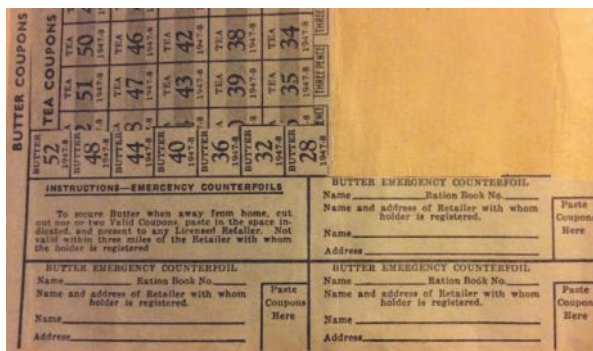 BUTTER COUPONS
TEA COUPONS
TEA 50 1947-8
TEA 46 1947-8
TEA 42 1947-8
TEA 38 1947-8
TEA 34 1947-8
THREE PENCE
TEA 51 1947-8
TEA 47 1947-8
TEA 43 1947-8
TEA 39 1947-8
TEA 35 1947-8
THREE PENCE
BUTTER 52 1947-8
BUTTER 48 1947-8
BUTTER 44 1947-8
BUTTER 40 1947-8
BUTTER 36 1947-8
BUTTER 32 1947-8
BUTTER 28 1947-8
INSTRUCTIONS—EMERGENCY COUNTERFOILS
To secure Butter when away from home, cut
out one or two Valid Coupons, paste in the space in-
dicated, and present to any Licensed Retailer. Not
valid within three miles of the Retailer with whom
the holder is registered
BUTTER EMERGENCY COUNTERFOIL
Name Ration Book No.
Name and address of Retailer with whom
holder is registered.
Name
Address
Paste
Coupon
Here
BUTTER EMERGENCY COUNTERFOIL
Name Ration Book No.
Name and address of Retailer with whom
holder is registered.
Name
Address
Paste
Coupons
Here
BUTTER EMERGENCY COUNTERFOIL
Name Ration Book No.
Name and address of Retailer with whom
holder is registered.
Name
Address
Paste
Coupon
Here